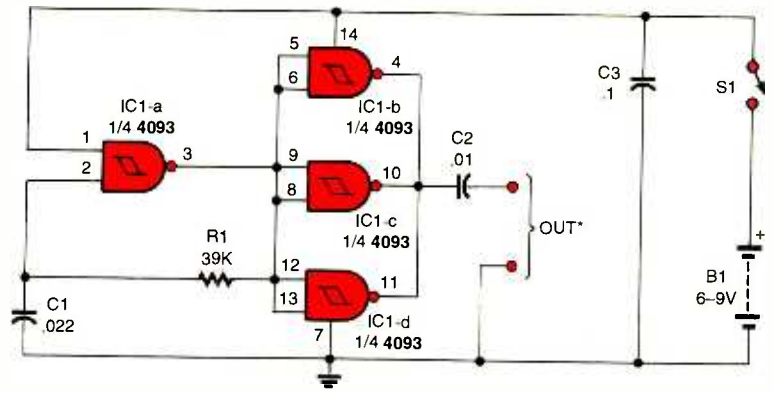 14
5
6
4
IC1-b
1/4 4093
IC1-a
1/4 4093
1
2
3
9
8
10
IC1-c
1/4 4093
C2
.01
OUT*
C3
.1
S1
R1
39K
12
13
11
7
IC1-d
1/4 4093
C1
.022
+
B1
6–9V